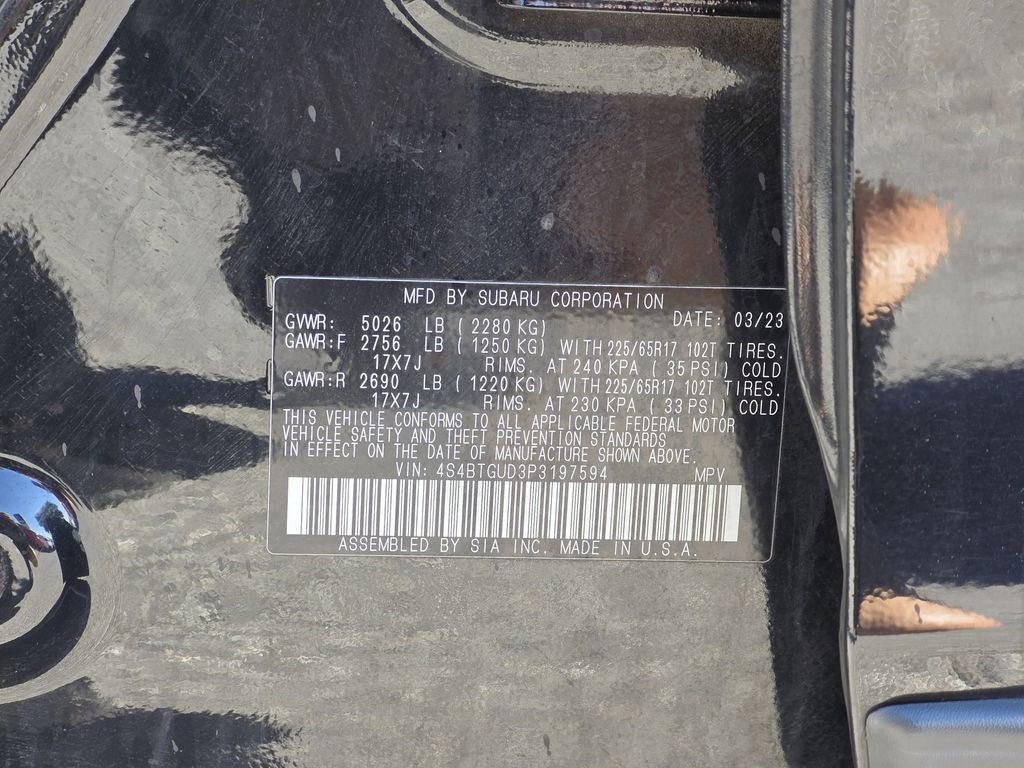 MFD BY SUBARU CORPORATION
GVWR: 5026 LB (2280 KG) DATE: 03/23
GAWR:F 2756 LB (1250 KG) WITH 225/65R17 102T TIRES.
17X7J RIMS. AT 240 KPA (35 PSI) COLD
GAWR:R 2690 LB (1220 KG) WITH 225/65R17 102T TIRES.
17X7J RIMS. AT 230 KPA (33 PSI) COLD
THIS VEHICLE CONFORMS TO ALL APPLICABLE FEDERAL MOTOR
VEHICLE SAFETY AND THEFT PREVENTION STANDARDS
IN EFFECT ON THE DATE OF MANUFACTURE SHOWN ABOVE.
VIN: 4S4BTGUD3P3197594 MPV
ASSEMBLED BY SIA INC. MADE IN U.S.A.